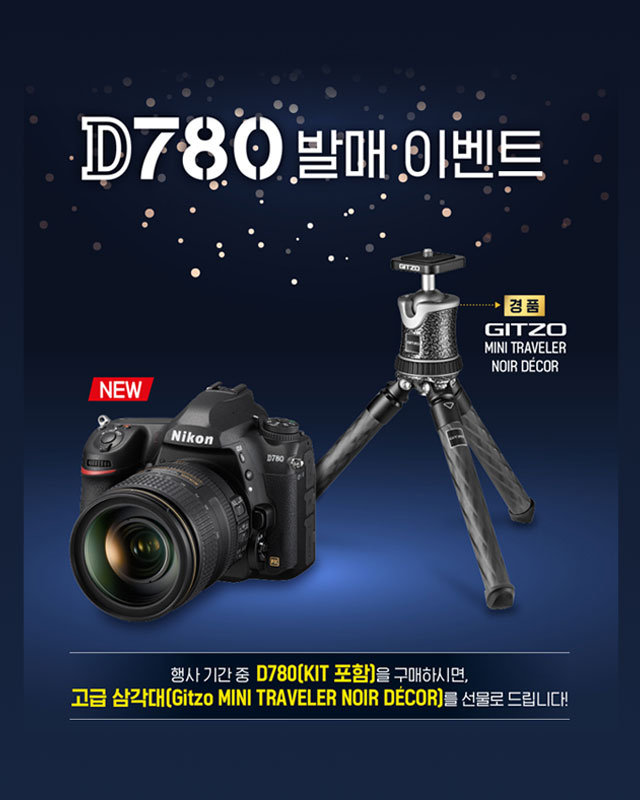 D780 발매 이벤트
GITZO
경품
GITZO
MINI TRAVELER
NOIR DÉCOR
NEW
Nikon
D780
행사 기간 중 D780(KIT 포함)을 구매하시면,
고급 삼각대(Gitzo MINI TRAVELER NOIR DÉCOR)를 선물로 드립니다!